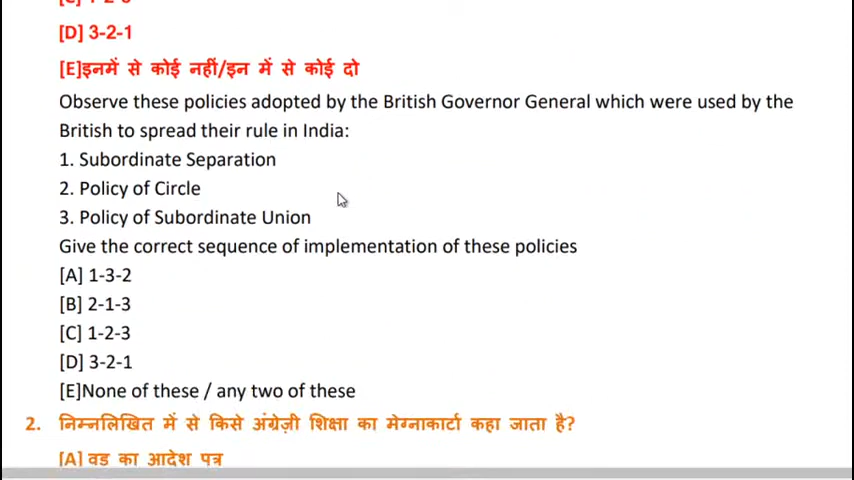 [D] 3-2-1
[E]इनमें से कोई नहीं/इन में से कोई दो
Observe these policies adopted by the British Governor General which were used by the
British to spread their rule in India:
1. Subordinate Separation
2. Policy of Circle
3. Policy of Subordinate Union
Give the correct sequence of implementation of these policies
[A] 1-3-2
[B] 2-1-3
[C] 1-2-3
[D] 3-2-1
[E]None of these / any two of these
2. निम्नलिखित में से किसे अंग्रेज़ी शिक्षा का मेग्नाकार्टा कहा जाता है?
[A] वुड का आदेश पत्र